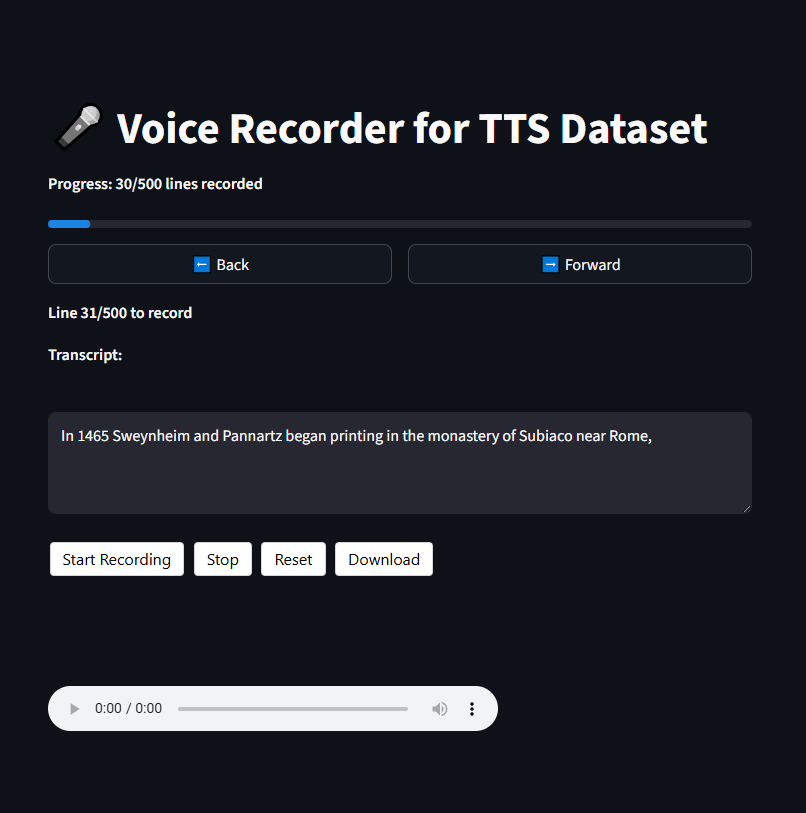 🎤 Voice Recorder for TTS Dataset
Progress: 30/500 lines recorded
⬅️ Back
➡️ Forward
Line 31/500 to record
Transcript:
In 1465 Sweynheim and Pannartz began printing in the monastery of Subiaco near Rome,
Start Recording
Stop
Reset
Download
0:00 / 0:00